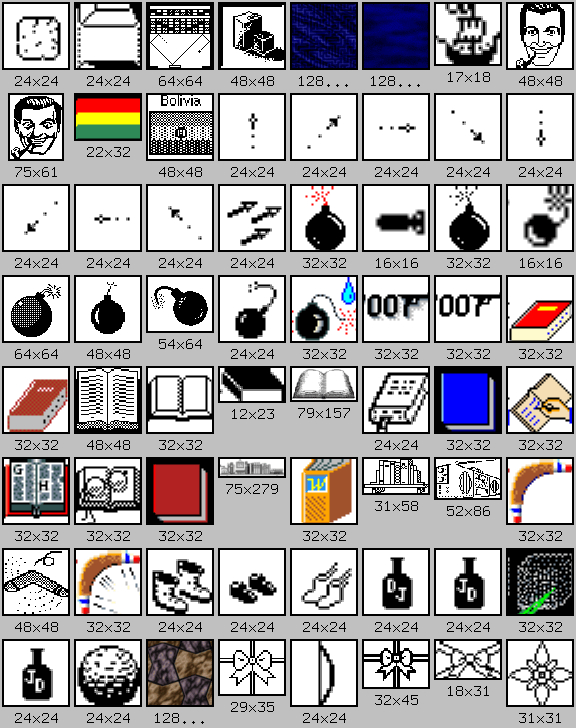 24x24 24x24 64x64 48x48 128... 128... 17x18 48x48
Bolivia
75x61 22x32 48x48 24x24 24x24 24x24 24x24 24x24
24x24 24x24 24x24 24x24 32x32 16x16 32x32 16x16
007 007
64x64 48x48 54x64 24x24 32x32 32x32 32x32 32x32
32x32 48x48 32x32 12x23 79x157 24x24 32x32 32x32
G H
32x32 32x32 32x32 75x279 32x32 31x58 52x86 32x32
DJ JD
48x48 32x32 24x24 24x24 24x24 24x24 24x24 32x32
JD
24x24 24x24 128... 29x35 24x24 32x45 18x31 31x31